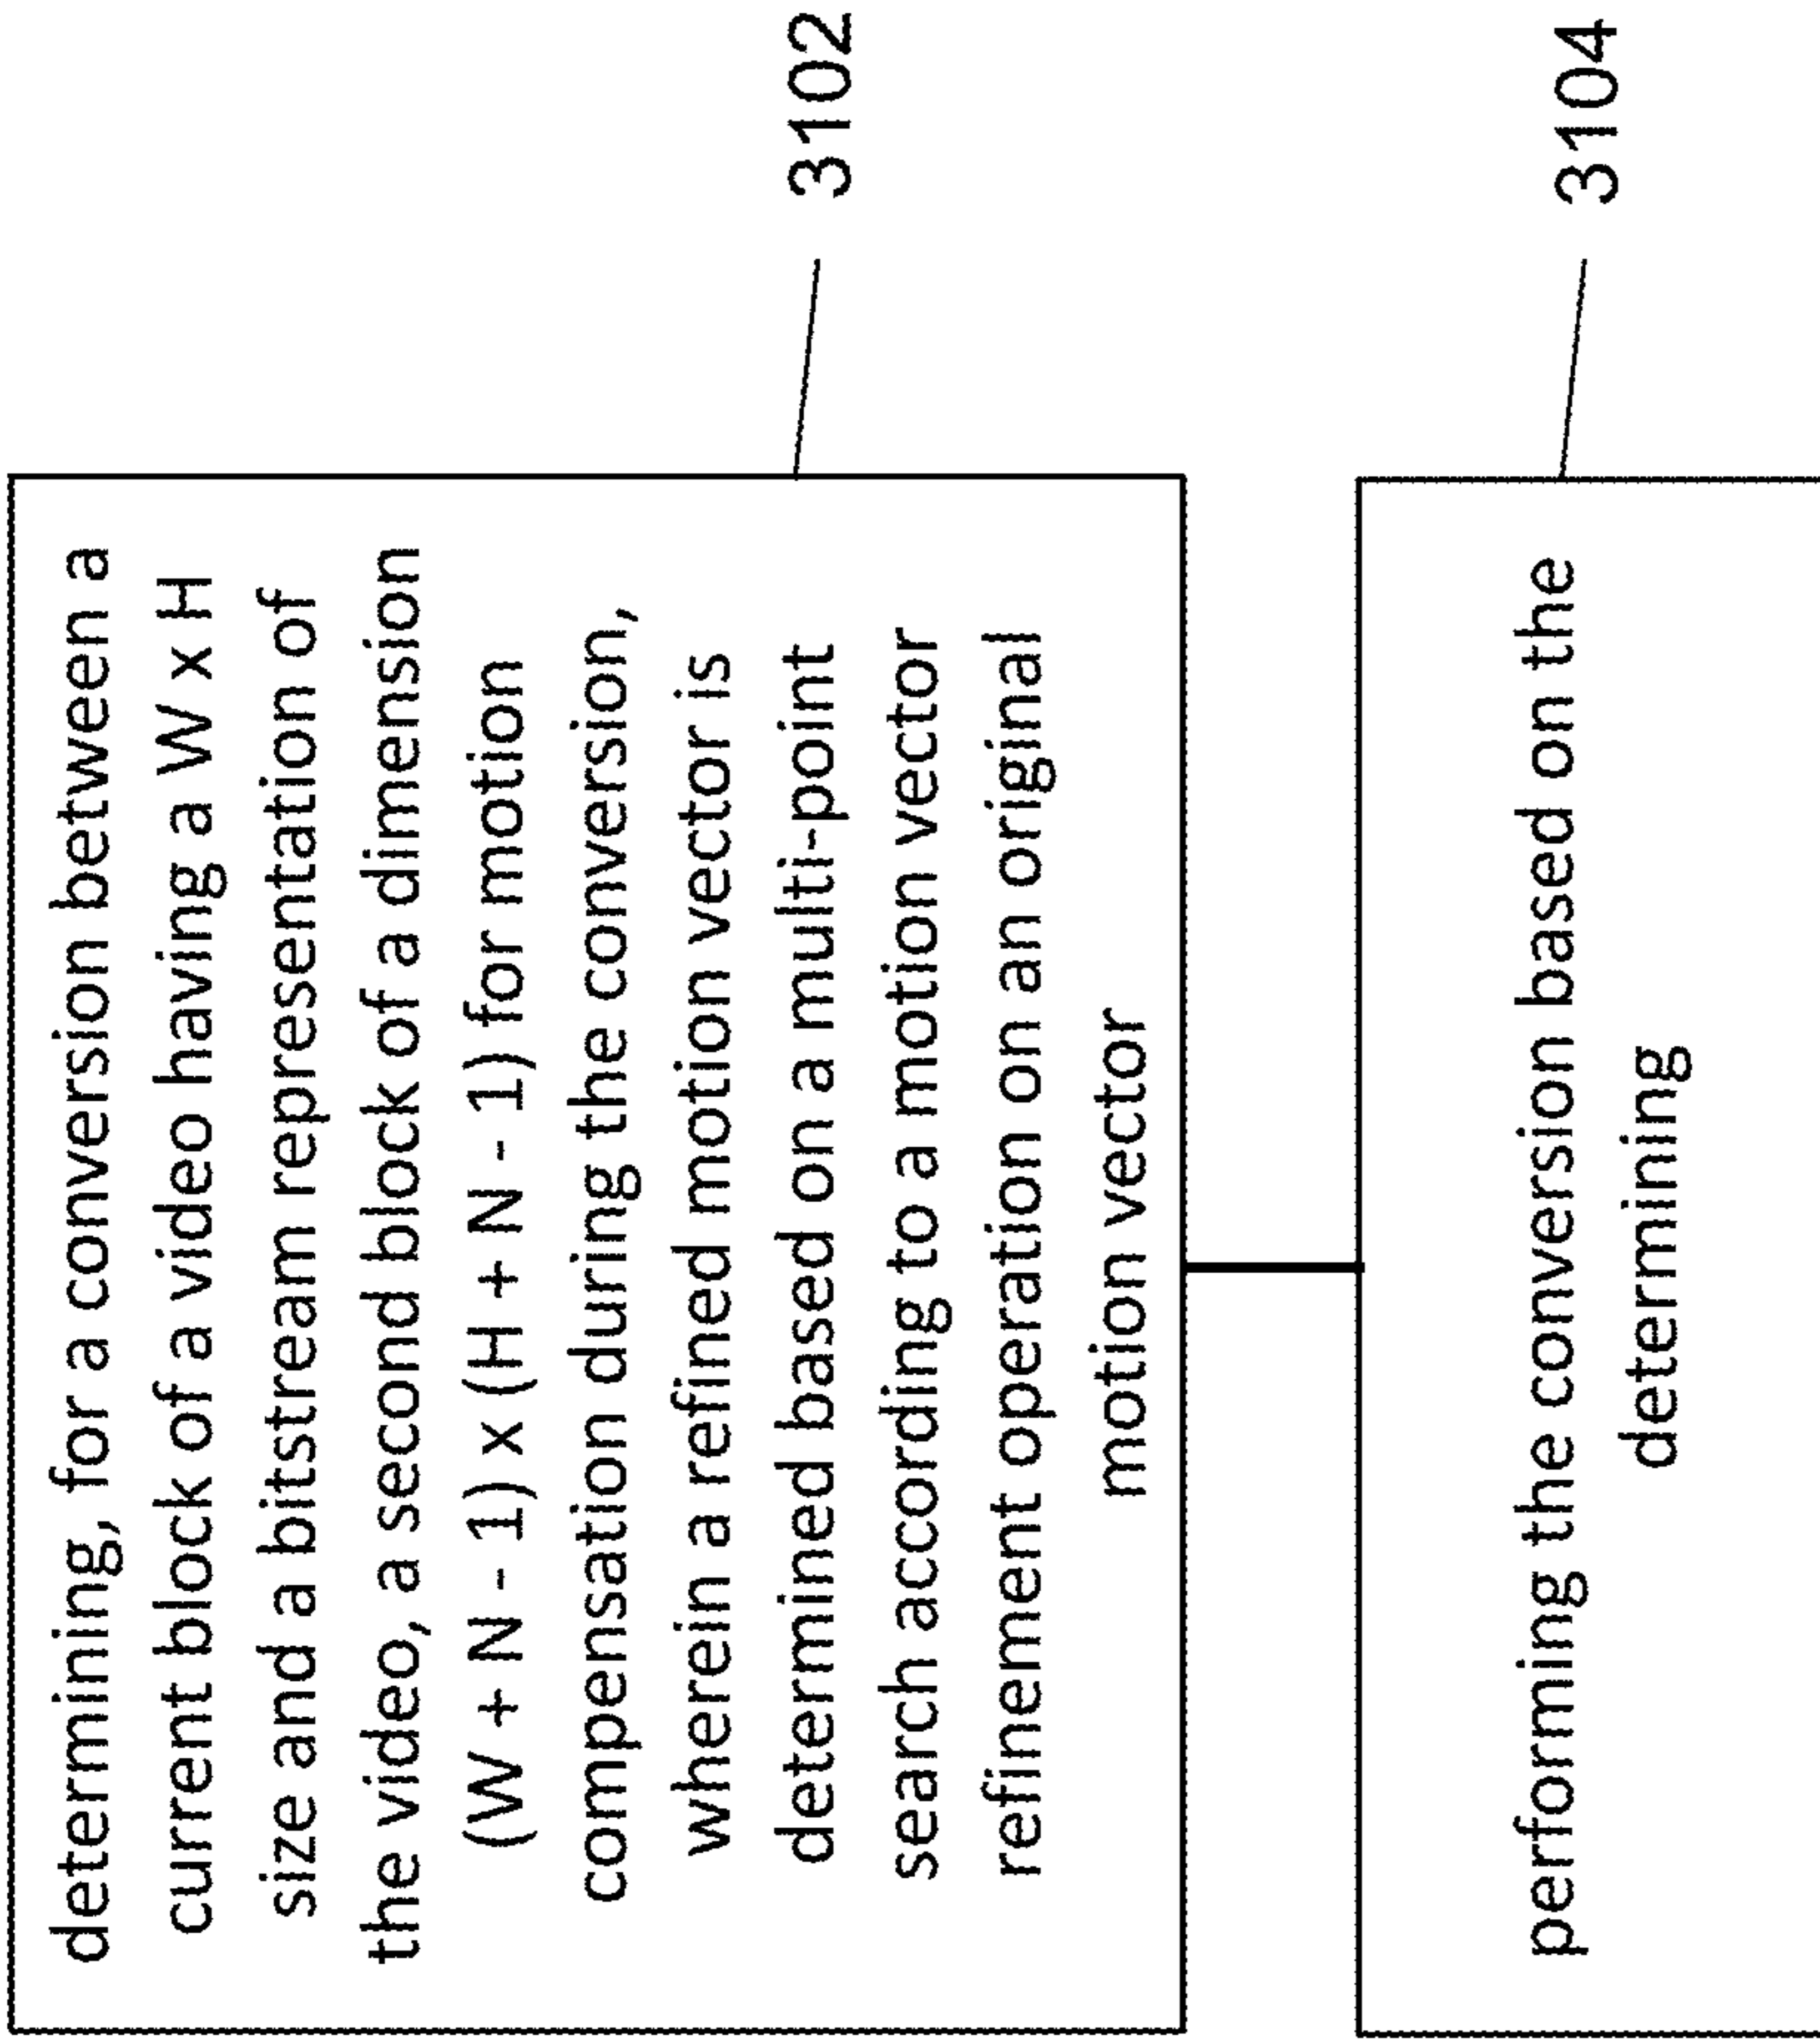 determining, for a conversion between a
current block of a video having a W x H
size and a bitstream representation of
the video, a second block of a dimension
(W + N - 1) x (H + N - 1) for motion
compensation during the conversion,
wherein a refined motion vector is
determined based on a multi-point
search according to a motion vector
refinement operation on an original
motion vector
3102
performing the conversion based on the
determining
3104